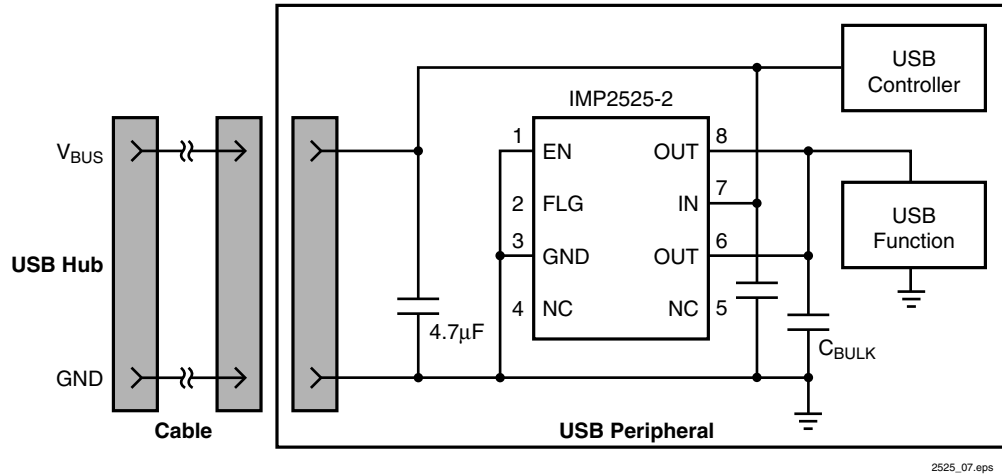 USB
Controller
IMP2525-2
V_BUS
1
EN
OUT
8
2
FLG
IN
7
USB
Function
3
GND
OUT
6
USB Hub
4
NC
NC
5
4.7μF
C_BULK
GND
Cable
USB Peripheral
2525_07.eps